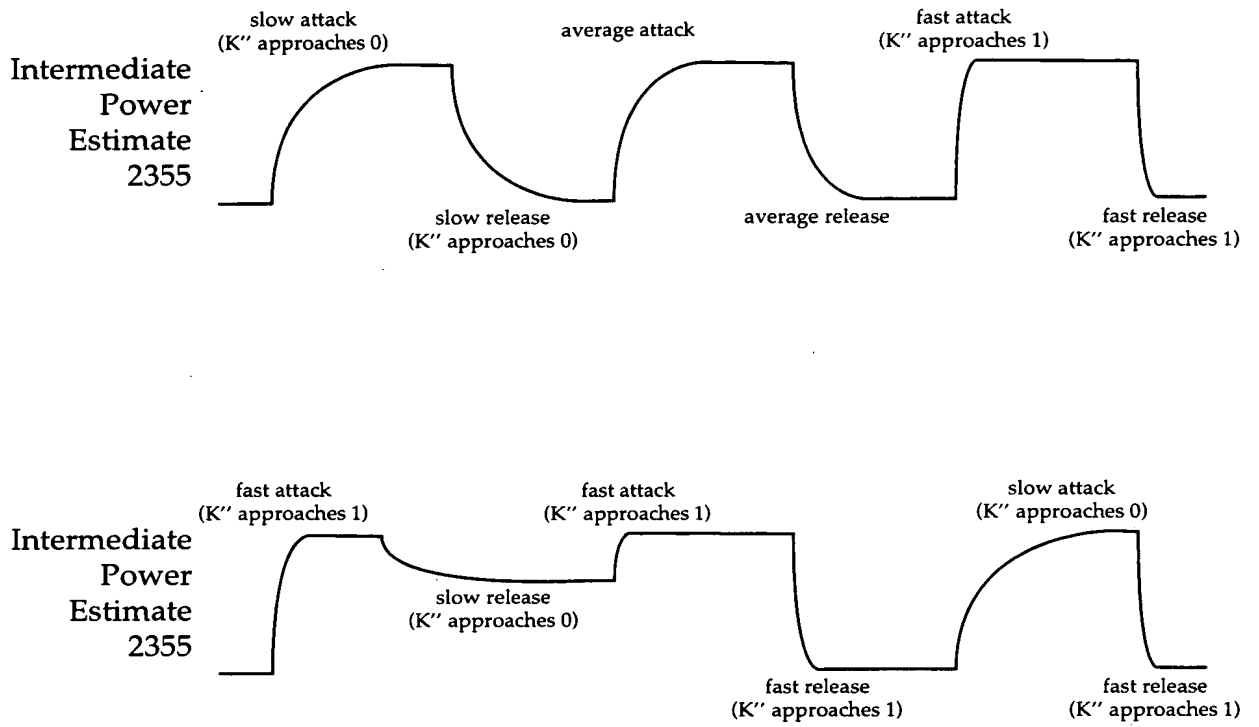 slow attack
(K′′ approaches 0)
average attack
fast attack
(K′′ approaches 1)
Intermediate
Power
Estimate
2355
slow release
(K′′ approaches 0)
average release
fast release
(K′′ approaches 1)
fast attack
(K′′ approaches 1)
fast attack
(K′′ approaches 1)
slow attack
(K′′ approaches 0)
Intermediate
Power
Estimate
2355
slow release
(K′′ approaches 0)
fast release
(K′′ approaches 1)
fast release
(K′′ approaches 1)